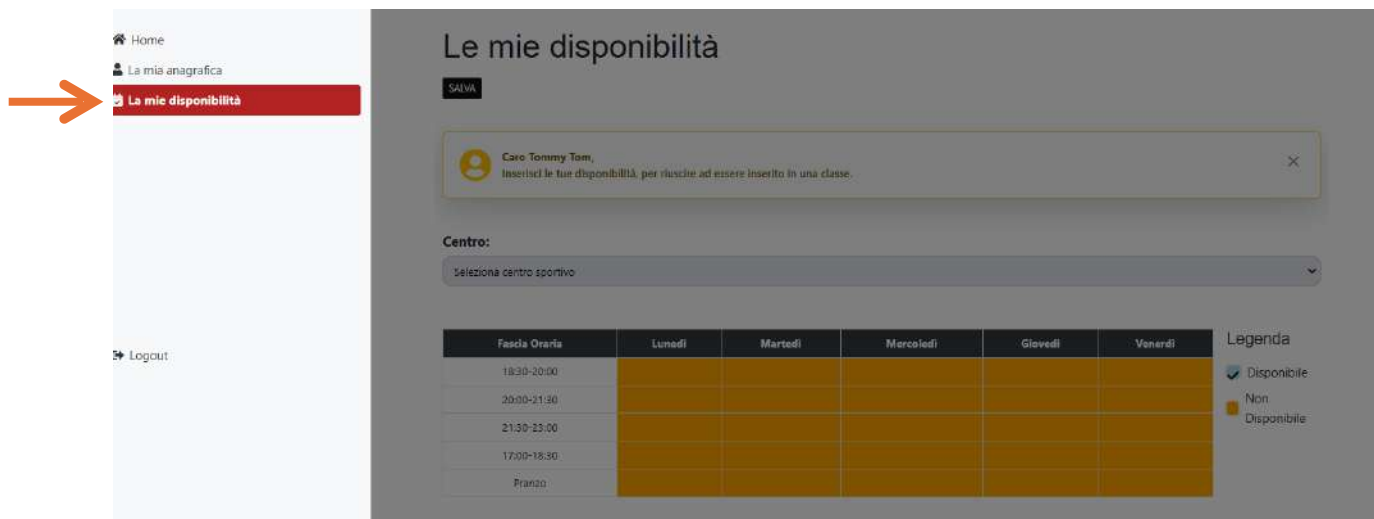 Home
La mia anagrafica
La mie disponibilità
Logout
Le mie disponibilità
SALVA
Caro Tommy Tom,
Inserisci le tue disponibilità, per riuscire ad essere inserito in una classe.
Centro:
Seleziona centro sportivo
Fascia Oraria Lunedì Martedì Mercoledì Giovedì Venerdì
18:30-20:00
20:00-21:30
21:30-23:00
17:00-18:30
Pranzo
Legenda
Disponibile
Non
Disponibile